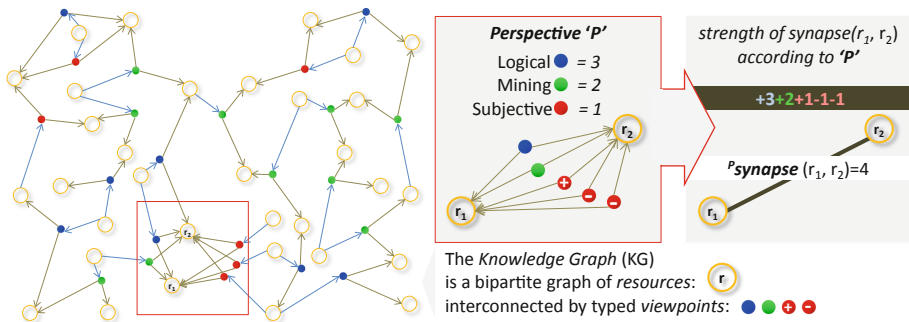 r₂
r₁
Perspective ‘P’
Logical = 3
Mining = 2
Subjective = 1
r₂
+
−
−
r₁
strength of synapse(r₁, r₂)
according to ‘P’
+3+2+1-1-1
r₂
ᴾsynapse (r₁, r₂)=4
r₁
The Knowledge Graph (KG)
is a bipartite graph of resources: r
interconnected by typed viewpoints: + −